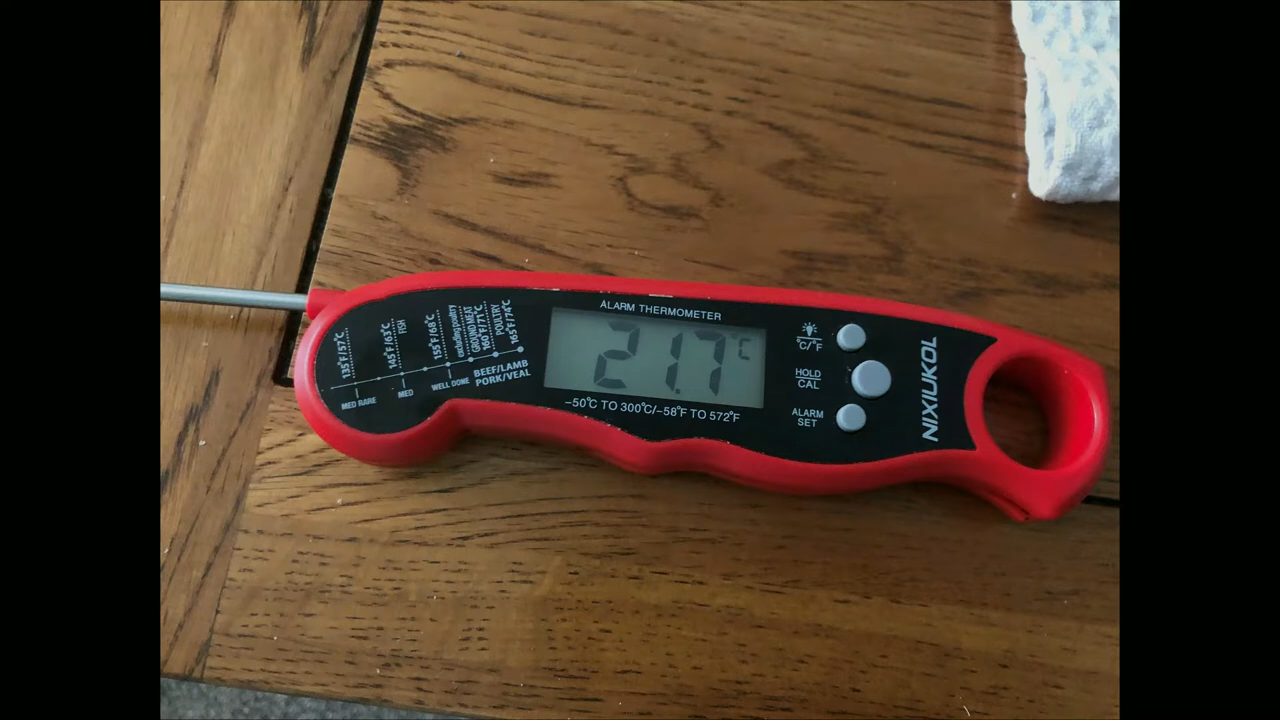 ALARM THERMOMETER
21.7 °C
-50°C TO 300°C/-58°F TO 572°F
135°F/57°C
145°F/63°C
FISH
155°F/68°C
excluding poultry
GROUND MEAT
160°F/71°C
POULTRY
165°F/74°C
MED RARE
MED
WELL DONE
BEEF/LAMB
PORK/VEAL
°C/°F
HOLD
CAL
ALARM
SET
NIXIUKOL